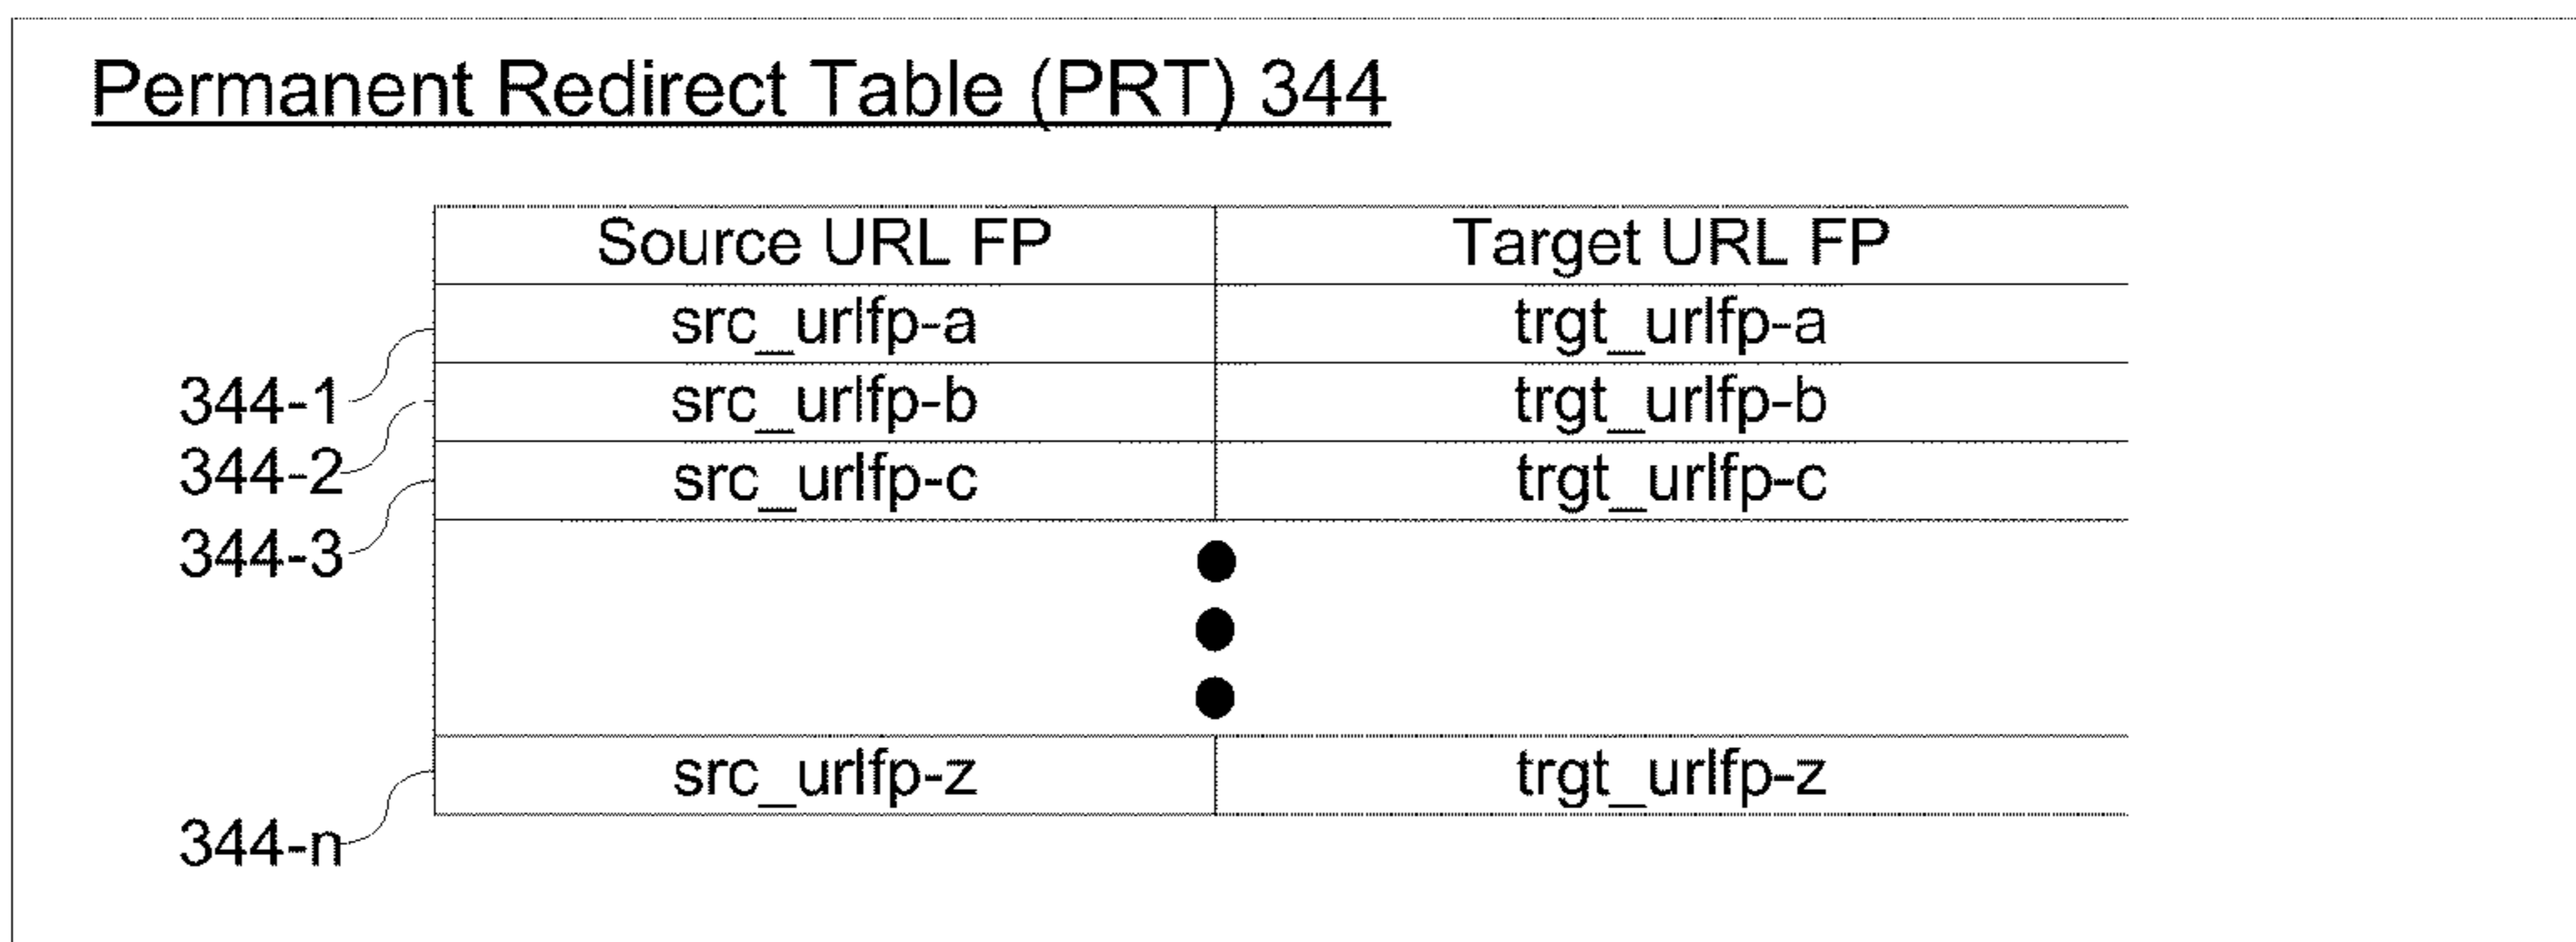 Permanent Redirect Table (PRT) 344
Source URL FP Target URL FP
src_urlfp-a trgt_urlfp-a
344-1 src_urlfp-b trgt_urlfp-b
344-2 src_urlfp-c trgt_urlfp-c
344-3
src_urlfp-z trgt_urlfp-z
344-n